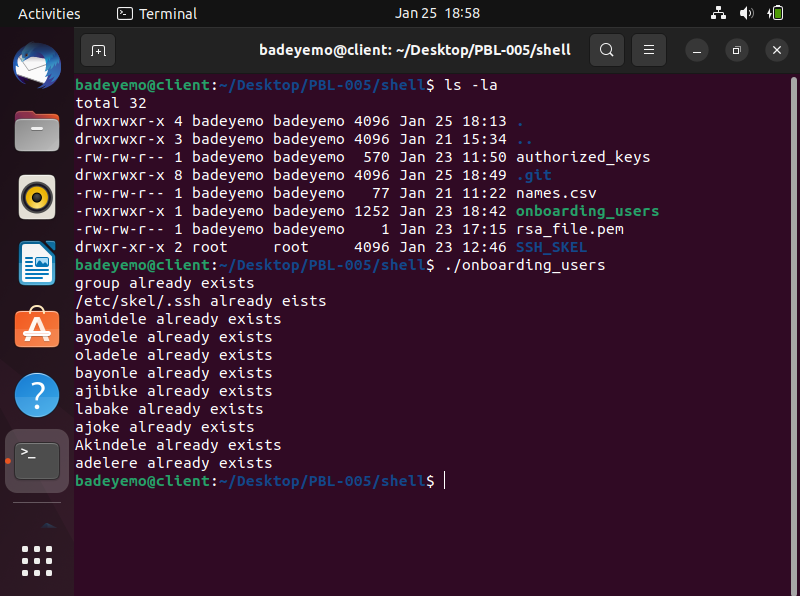 Activities
Terminal
Jan 25 18:58
badeyemo@client: ~/Desktop/PBL-005/shell
badeyemo@client:~/Desktop/PBL-005/shell$ ls -la
total 32
drwxrwxr-x 4 badeyemo badeyemo 4096 Jan 25 18:13 .
drwxrwxr-x 3 badeyemo badeyemo 4096 Jan 21 15:34 ..
-rw-rw-r-- 1 badeyemo badeyemo  570 Jan 23 11:50 authorized_keys
drwxrwxr-x 8 badeyemo badeyemo 4096 Jan 25 18:49 .git
-rw-rw-r-- 1 badeyemo badeyemo   77 Jan 21 11:22 names.csv
-rwxrwxr-x 1 badeyemo badeyemo 1252 Jan 23 18:42 onboarding_users
-rw-rw-r-- 1 badeyemo badeyemo    1 Jan 23 17:15 rsa_file.pem
drwxr-xr-x 2 root     root     4096 Jan 23 12:46 SSH_SKEL
badeyemo@client:~/Desktop/PBL-005/shell$ ./onboarding_users
group already exists
/etc/skel/.ssh already eists
bamidele already exists
ayodele already exists
oladele already exists
bayonle already exists
ajibike already exists
labake already exists
ajoke already exists
Akindele already exists
adelere already exists
badeyemo@client:~/Desktop/PBL-005/shell$